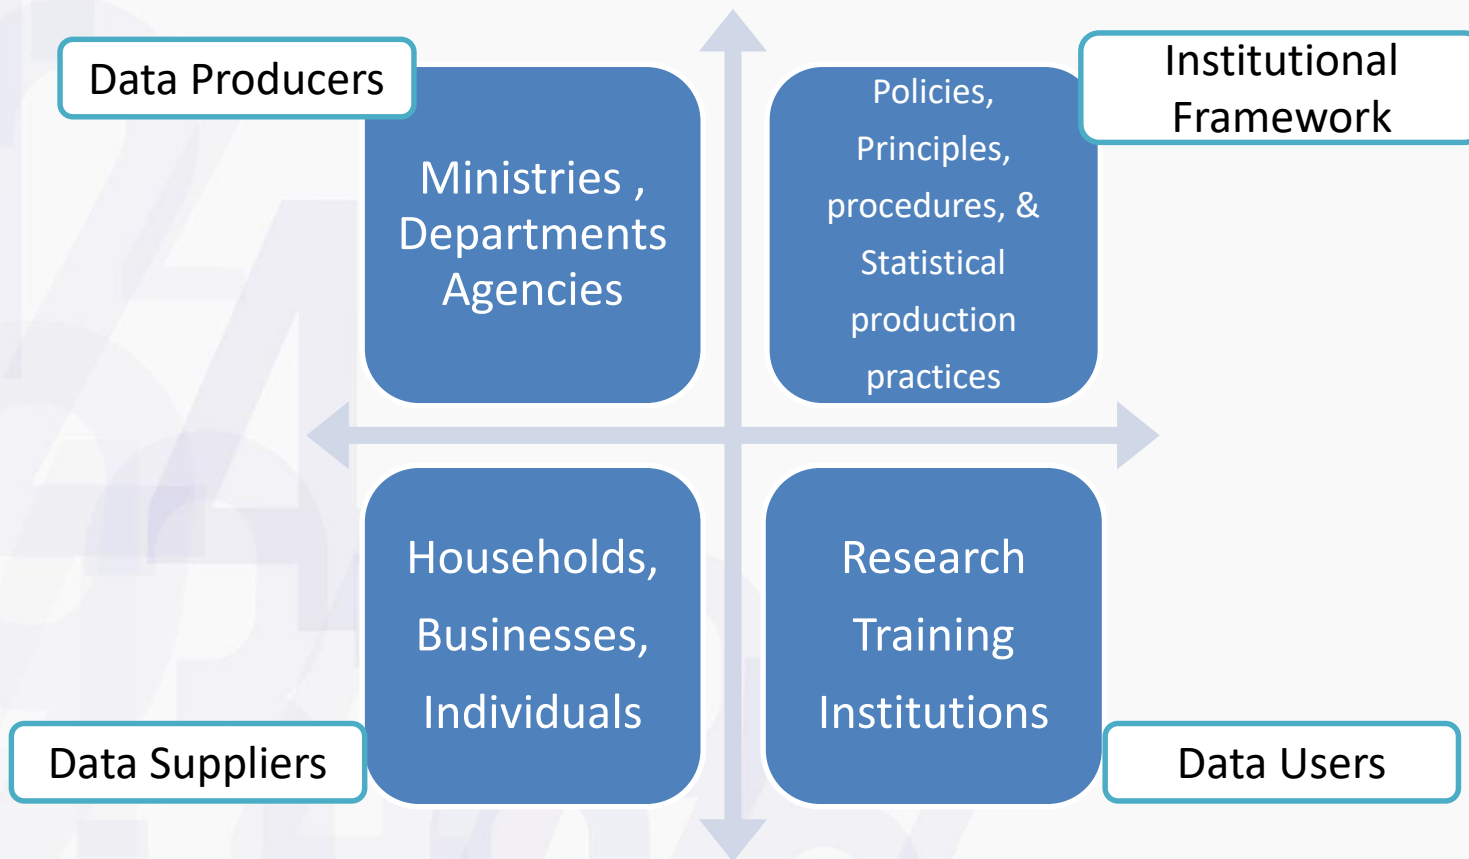 Data Producers
Ministries ,
Departments
Agencies
Institutional
Framework
Policies,
Principles,
procedures, &
Statistical
production
practices
Households,
Businesses,
Individuals
Data Suppliers
Research
Training
Institutions
Data Users